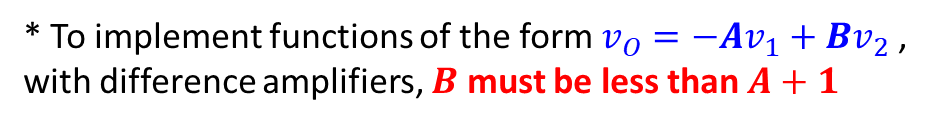 * To implement functions of the form v_O = −Av_1 + Bv_2 ,
with difference amplifiers, B must be less than A + 1